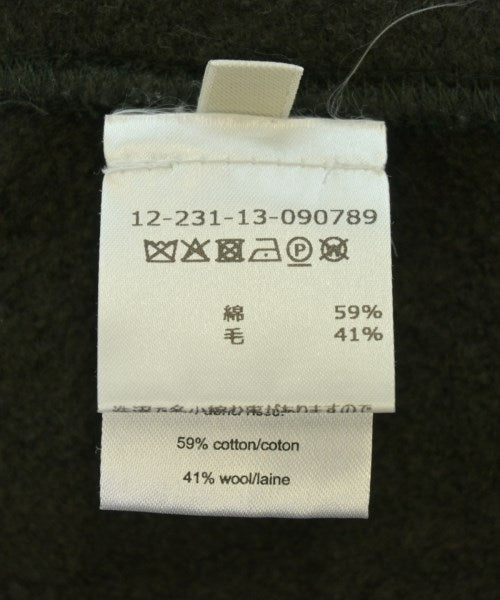 12-231-13-090789
P W
綿 59%
毛 41%
59% cotton/coton
41% wool/laine